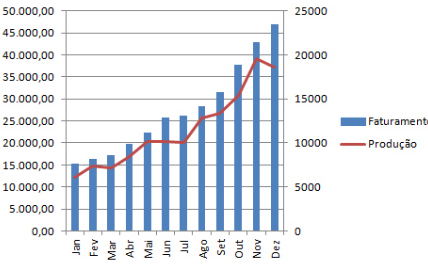 50.000,00
45.000,00
40.000,00
35.000,00
30.000,00
25.000,00
20.000,00
15.000,00
10.000,00
5.000,00
0,00
25000
20000
15000
10000
5000
0
Jan
Fev
Mar
Abr
Mai
Jun
Jul
Ago
Set
Out
Nov
Dez
Faturament
Produção